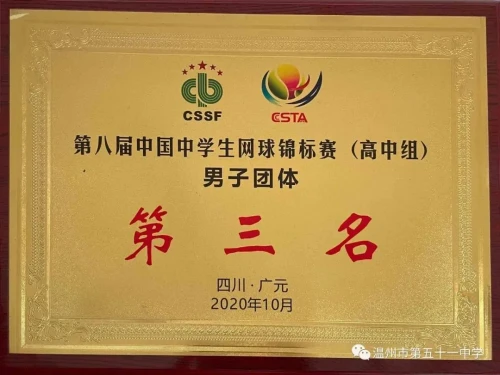 CSSF CSTA
第八届中国中学生网球锦标赛（高中组）
男子团体
第三名
四川·广元
2020年10月
温州市第五十一中学